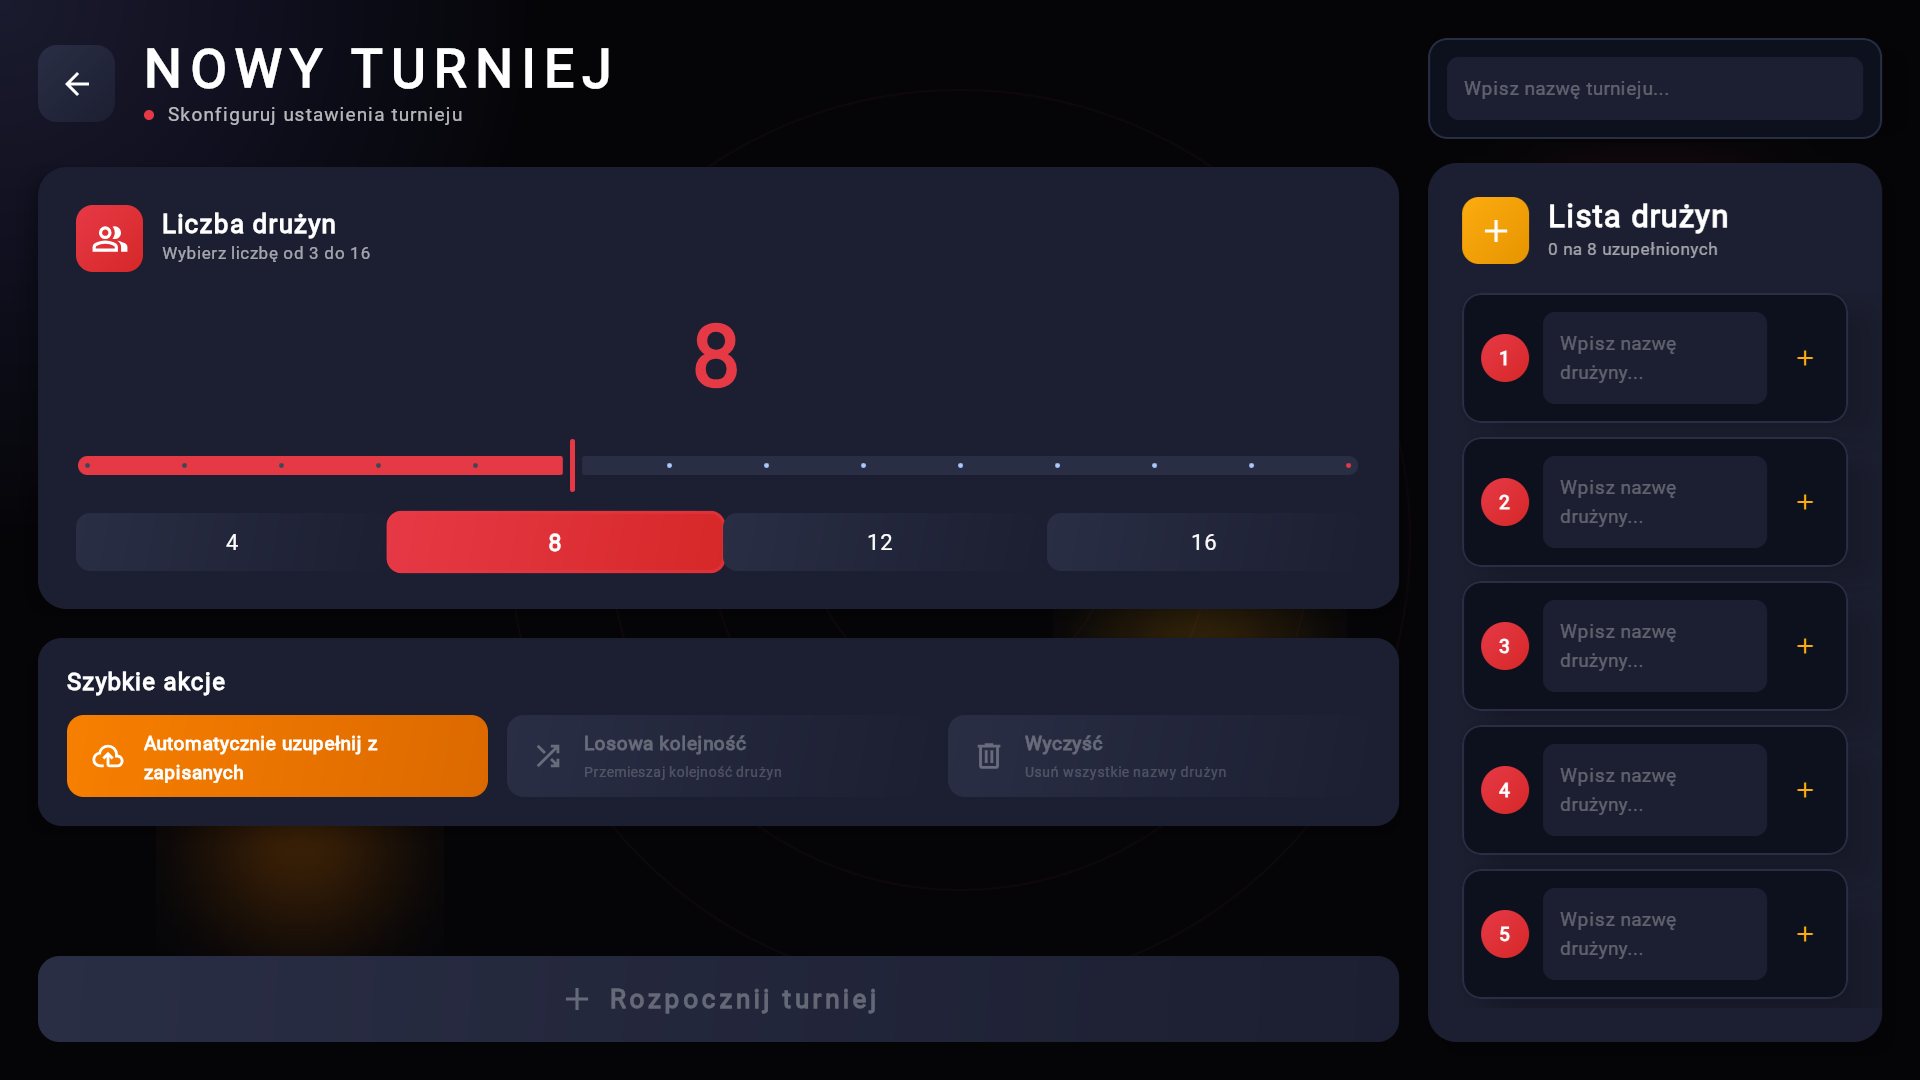 NOWY TURNIEJ
Skonfiguruj ustawienia turnieju
Liczba drużyn
Wybierz liczbę od 3 do 16
8
4
8
12
16
Szybkie akcje
Automatycznie uzupełnij z
zapisanych
Losowa kolejność
Przemieszaj kolejność drużyn
Wyczyść
Usuń wszystkie nazwy drużyn
Rozpocznij turniej
Wpisz nazwę turnieju...
Lista drużyn
0 na 8 uzupełnionych
1
Wpisz nazwę
drużyny...
2
Wpisz nazwę
drużyny...
3
Wpisz nazwę
drużyny...
4
Wpisz nazwę
drużyny...
5
Wpisz nazwę
drużyny...